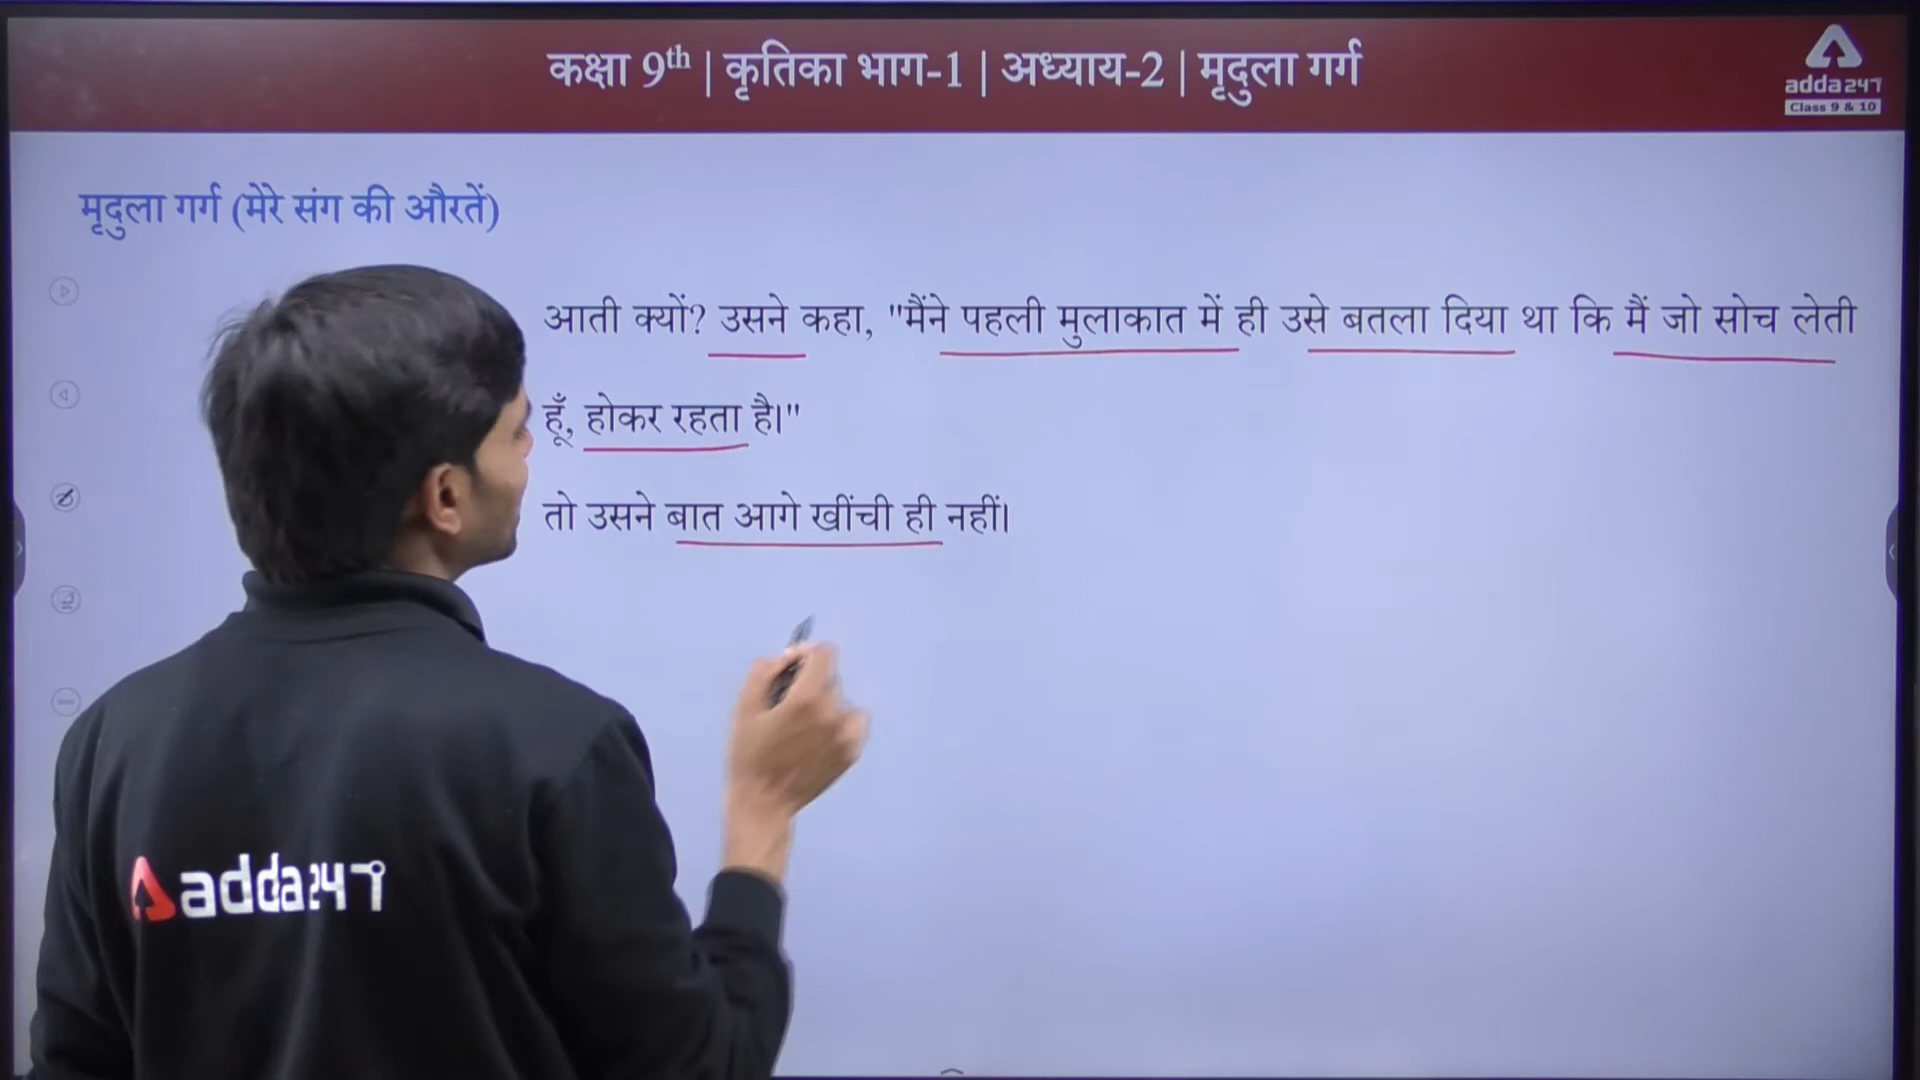 कक्षा 9th | कृतिका भाग-1 | अध्याय-2 | मृदुला गर्ग
adda247
Class 9 & 10
मृदुला गर्ग (मेरे संग की औरतें)
आती क्यों? उसने कहा, "मैंने पहली मुलाकात में ही उसे बतला दिया था कि मैं जो सोच लेती
हूँ, होकर रहता है।"
तो उसने बात आगे खींची ही नहीं।
adda247